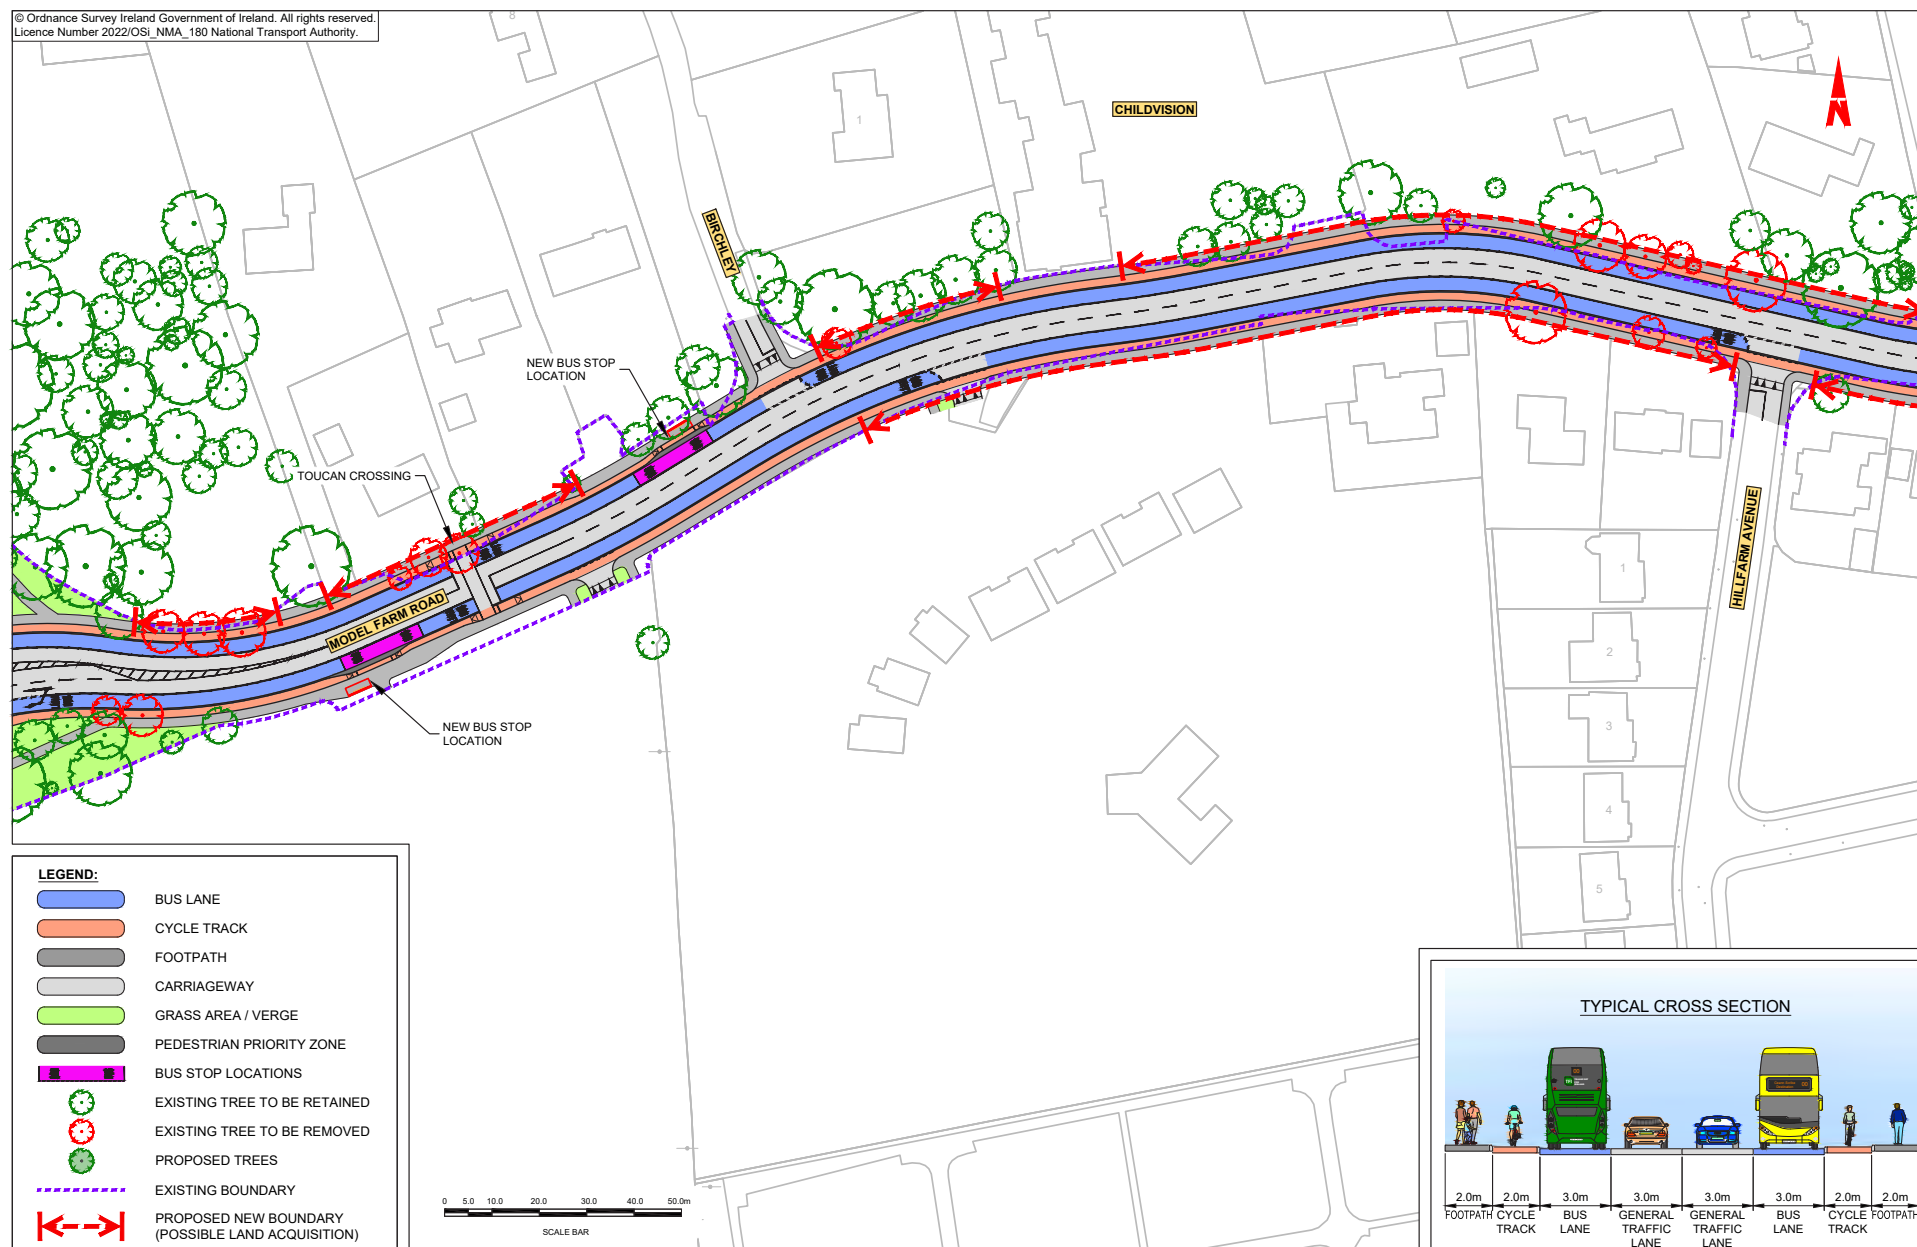 © Ordnance Survey Ireland Government of Ireland. All rights reserved.
Licence Number 2022/OSi_NMA_180 National Transport Authority.
8
1
CHILDVISION
BIRCHLEY
NEW BUS STOP
LOCATION
TOUCAN CROSSING
MODEL FARM ROAD
NEW BUS STOP
LOCATION
HILLFARM AVENUE
1
2
3
4
5
LEGEND:
BUS LANE
CYCLE TRACK
FOOTPATH
CARRIAGEWAY
GRASS AREA / VERGE
PEDESTRIAN PRIORITY ZONE
BUS STOP LOCATIONS
EXISTING TREE TO BE RETAINED
EXISTING TREE TO BE REMOVED
PROPOSED TREES
EXISTING BOUNDARY
PROPOSED NEW BOUNDARY
(POSSIBLE LAND ACQUISITION)
0 5.0 10.0 20.0 30.0 40.0 50.0m
SCALE BAR
TYPICAL CROSS SECTION
2.0m 2.0m 3.0m 3.0m 3.0m 3.0m 2.0m 2.0m
FOOTPATH CYCLE BUS GENERAL GENERAL BUS CYCLE FOOTPATH
TRACK LANE TRAFFIC TRAFFIC LANE TRACK
LANE LANE
N